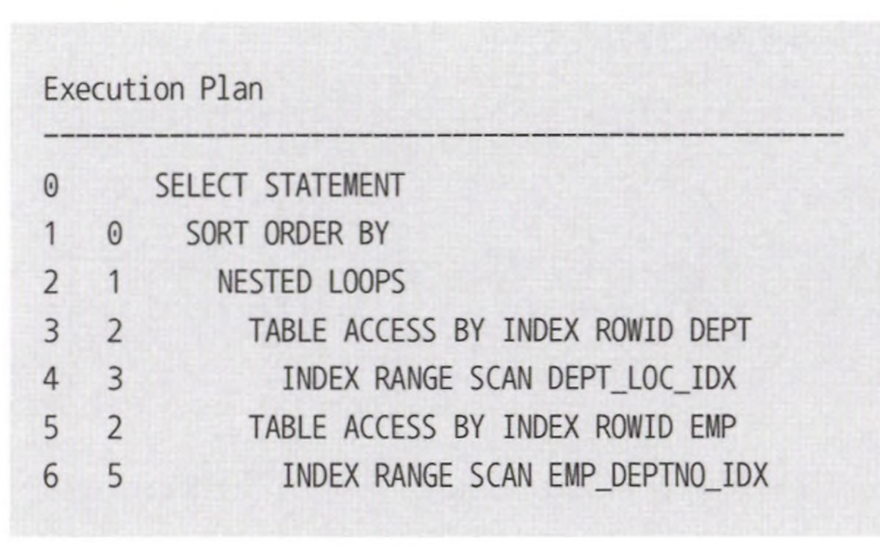 Execution Plan
0 SELECT STATEMENT
1 0 SORT ORDER BY
2 1 NESTED LOOPS
3 2 TABLE ACCESS BY INDEX ROWID DEPT
4 3 INDEX RANGE SCAN DEPT_LOC_IDX
5 2 TABLE ACCESS BY INDEX ROWID EMP
6 5 INDEX RANGE SCAN EMP_DEPTNO_IDX